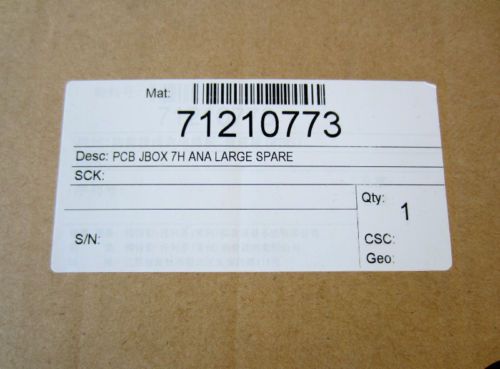 Mat:
71210773
Desc: PCB JBOX 7H ANA LARGE SPARE
SCK:
Qty: 1
S/N:
CSC:
Geo: